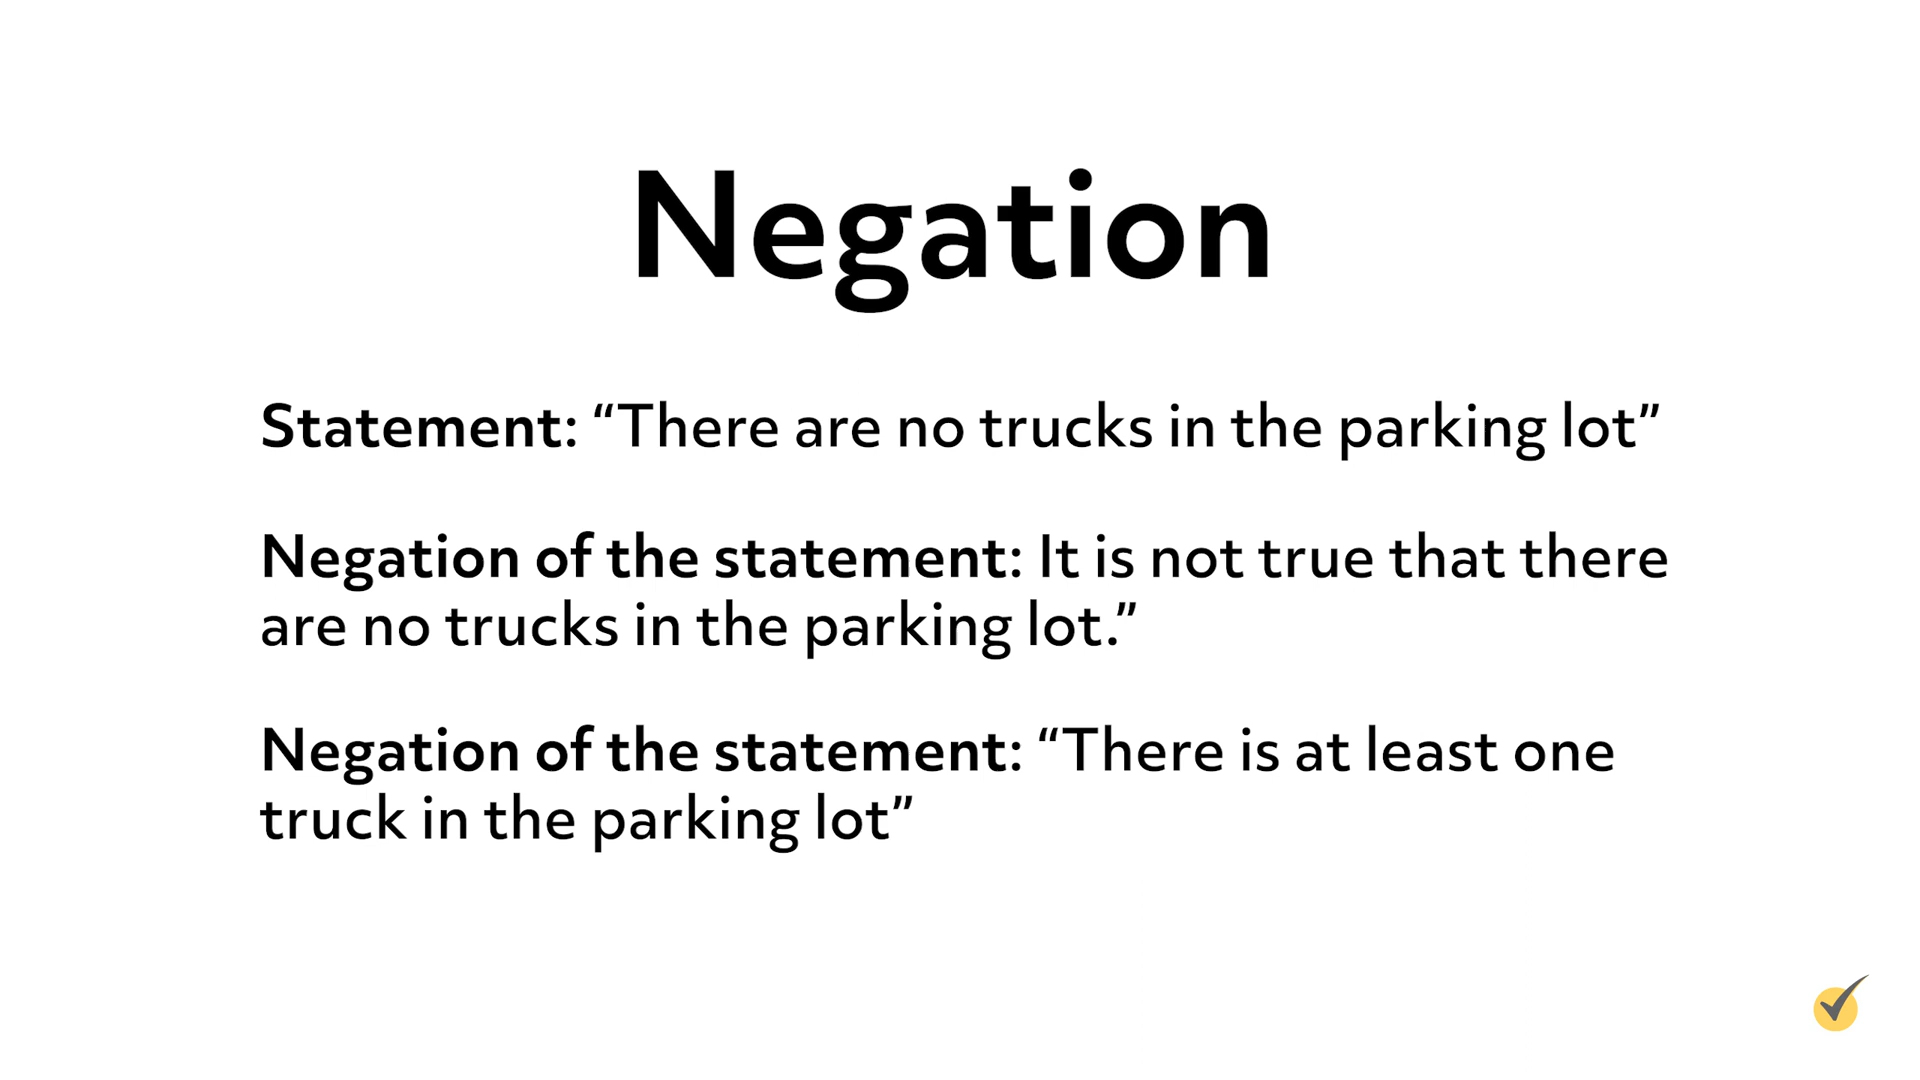 Negation
Statement: “There are no trucks in the parking lot”
Negation of the statement: It is not true that there
are no trucks in the parking lot.”
Negation of the statement: “There is at least one
truck in the parking lot”